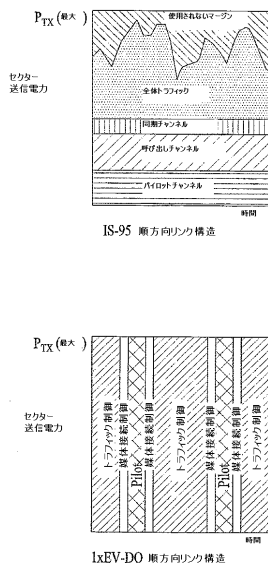 PTX (最大 )
使用されないマージン
セクター
送信電力
全体トラフィック
同期チャンネル
呼び出しチャンネル
パイロットチャンネル
時間
IS-95 順方向リンク構造
PTX (最大 )
セクター
送信電力
トラフィック制御
媒体接続制御
Pilot
媒体接続制御
トラフィック制御
媒体接続制御
Pilot
媒体接続制御
トラフィック制御
時間
1xEV-DO 順方向リンク構造